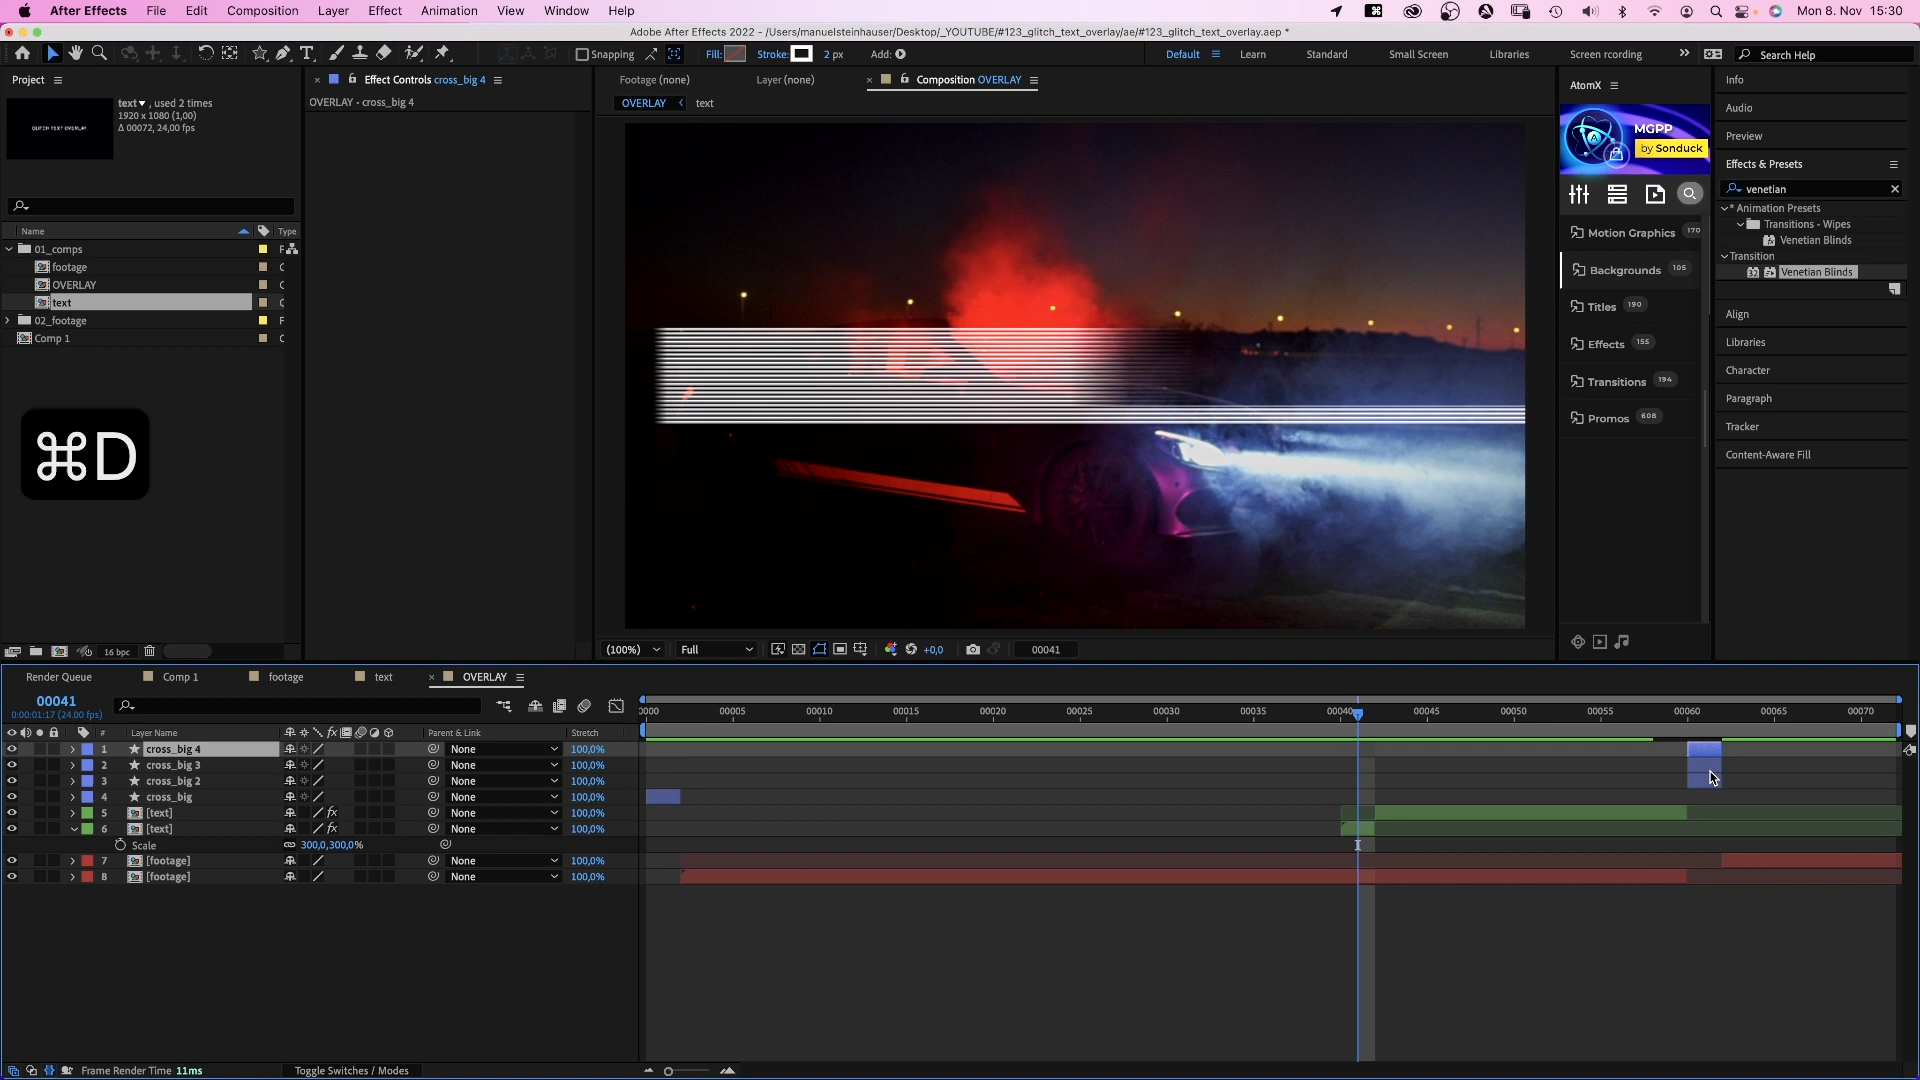 After Effects File Edit Composition Layer Effect Animation View Window Help Mon 8. Nov 15:30
Adobe After Effects 2022 - /Users/manuelsteinhauser/Desktop/_YOUTUBE/#123_glitch_text_overlay/ae/#123_glitch_text_overlay.aep *
Snapping Fill: Stroke: 2 px Add: Default Learn Standard Small Screen Libraries Screen recording Search Help
Project
text , used 2 times
1920 x 1080 (1,00)
Δ 00072, 24,00 fps
GLITCH TEXT OVERLAY
Name Type
01_comps F
footage C
OVERLAY C
text C
02_footage F
Comp 1 C
⌘D
16 bpc
Effect Controls cross_big 4
OVERLAY • cross_big 4
Footage (none) Layer (none) Composition OVERLAY
OVERLAY text
(100%) Full +0,0 00041
AtomX
MGPP
by Sonduck
Motion Graphics 170
Backgrounds 105
Titles 190
Effects 155
Transitions 194
Promos 608
Info
Audio
Preview
Effects & Presets
venetian
* Animation Presets
Transitions - Wipes
Venetian Blinds
Transition
Venetian Blinds
Align
Libraries
Character
Paragraph
Tracker
Content-Aware Fill
Render Queue Comp 1 footage text OVERLAY
00041
0:00:01:17 (24.00 fps)
0000 00005 00010 00015 00020 00025 00030 00035 00040 00045 00050 00055 00060 00065 00070
# Layer Name Parent & Link Stretch
1 cross_big 4 None 100,0%
2 cross_big 3 None 100,0%
3 cross_big 2 None 100,0%
4 cross_big None 100,0%
5 [text] fx None 100,0%
6 [text] fx None 100,0%
Scale 300,0,300,0%
7 [footage] None 100,0%
8 [footage] None 100,0%
Frame Render Time 11ms Toggle Switches / Modes